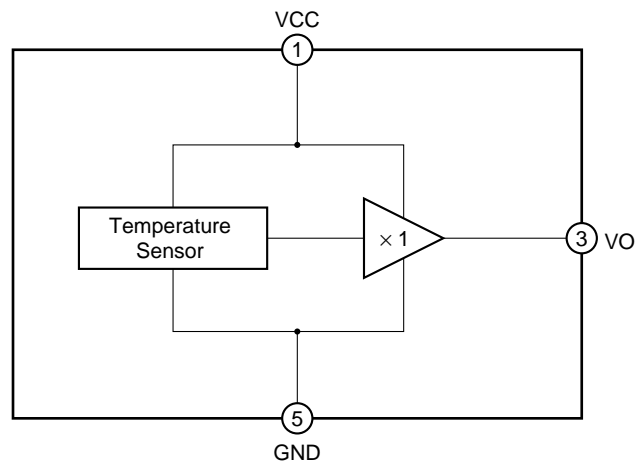 VCC
1
Temperature
Sensor
× 1
3
VO
5
GND